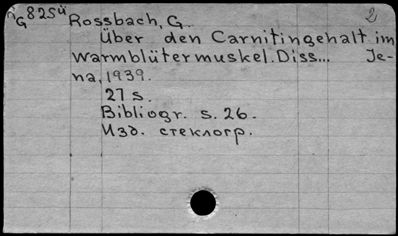 G825ü
2
Rossbach, G.
Über den Carnitingehalt im
Warmblütermuskel. Diss... Je-
na, 1939.
27 s.
Bibliogr. s. 26.
Изд. стеклогр.